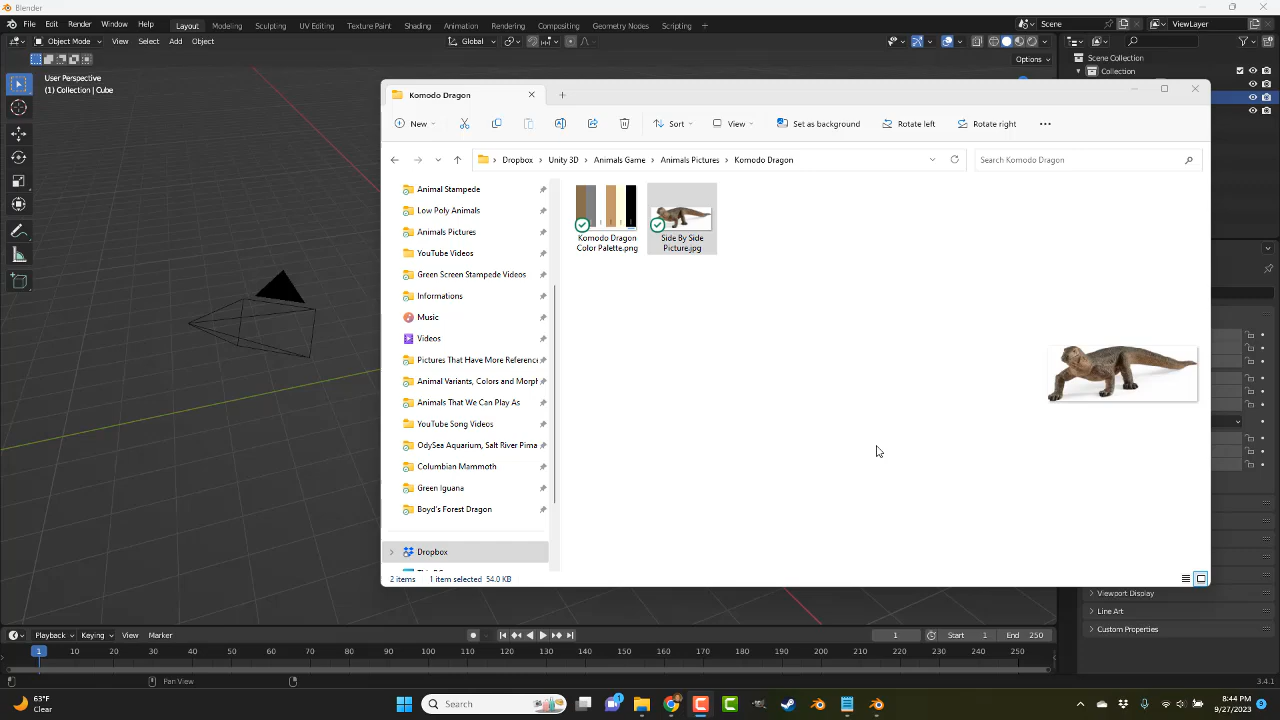 Blender
File Edit Render Window Help Layout Modeling Sculpting UV Editing Texture Paint Shading Animation Rendering Compositing Geometry Nodes Scripting + Scene ViewLayer
Object Mode View Select Add Object Global
Options
User Perspective
(1) Collection | Cube
Scene Collection
Collection
Komodo Dragon
New Sort View Set as background Rotate left Rotate right
Dropbox > Unity 3D > Animals Game > Animals Pictures > Komodo Dragon
Search Komodo Dragon
Animal Stampede
Low Poly Animals
Animals Pictures
YouTube Videos
Green Screen Stampede Videos
Informations
Music
Videos
Pictures That Have More Reference
Animal Variants, Colors and Morph
Animals That We Can Play As
YouTube Song Videos
OdySea Aquarium, Salt River Pima
Columbian Mammoth
Green Iguana
Boyd's Forest Dragon
Dropbox
Komodo Dragon
Color Palette.png
Side By Side
Picture.jpg
2 items 1 item selected 54.0 KB
Viewport Display
Line Art
Custom Properties
Playback Keying View Marker
1 Start 1 End 250
1 10 20 30 40 50 60 70 80 90 100 110 120 130 140 150 160 170 180 190 200 210 220 230 240 250
Pan View
3.4.1
63°F
Clear
Search
8:44 PM
9/27/2023